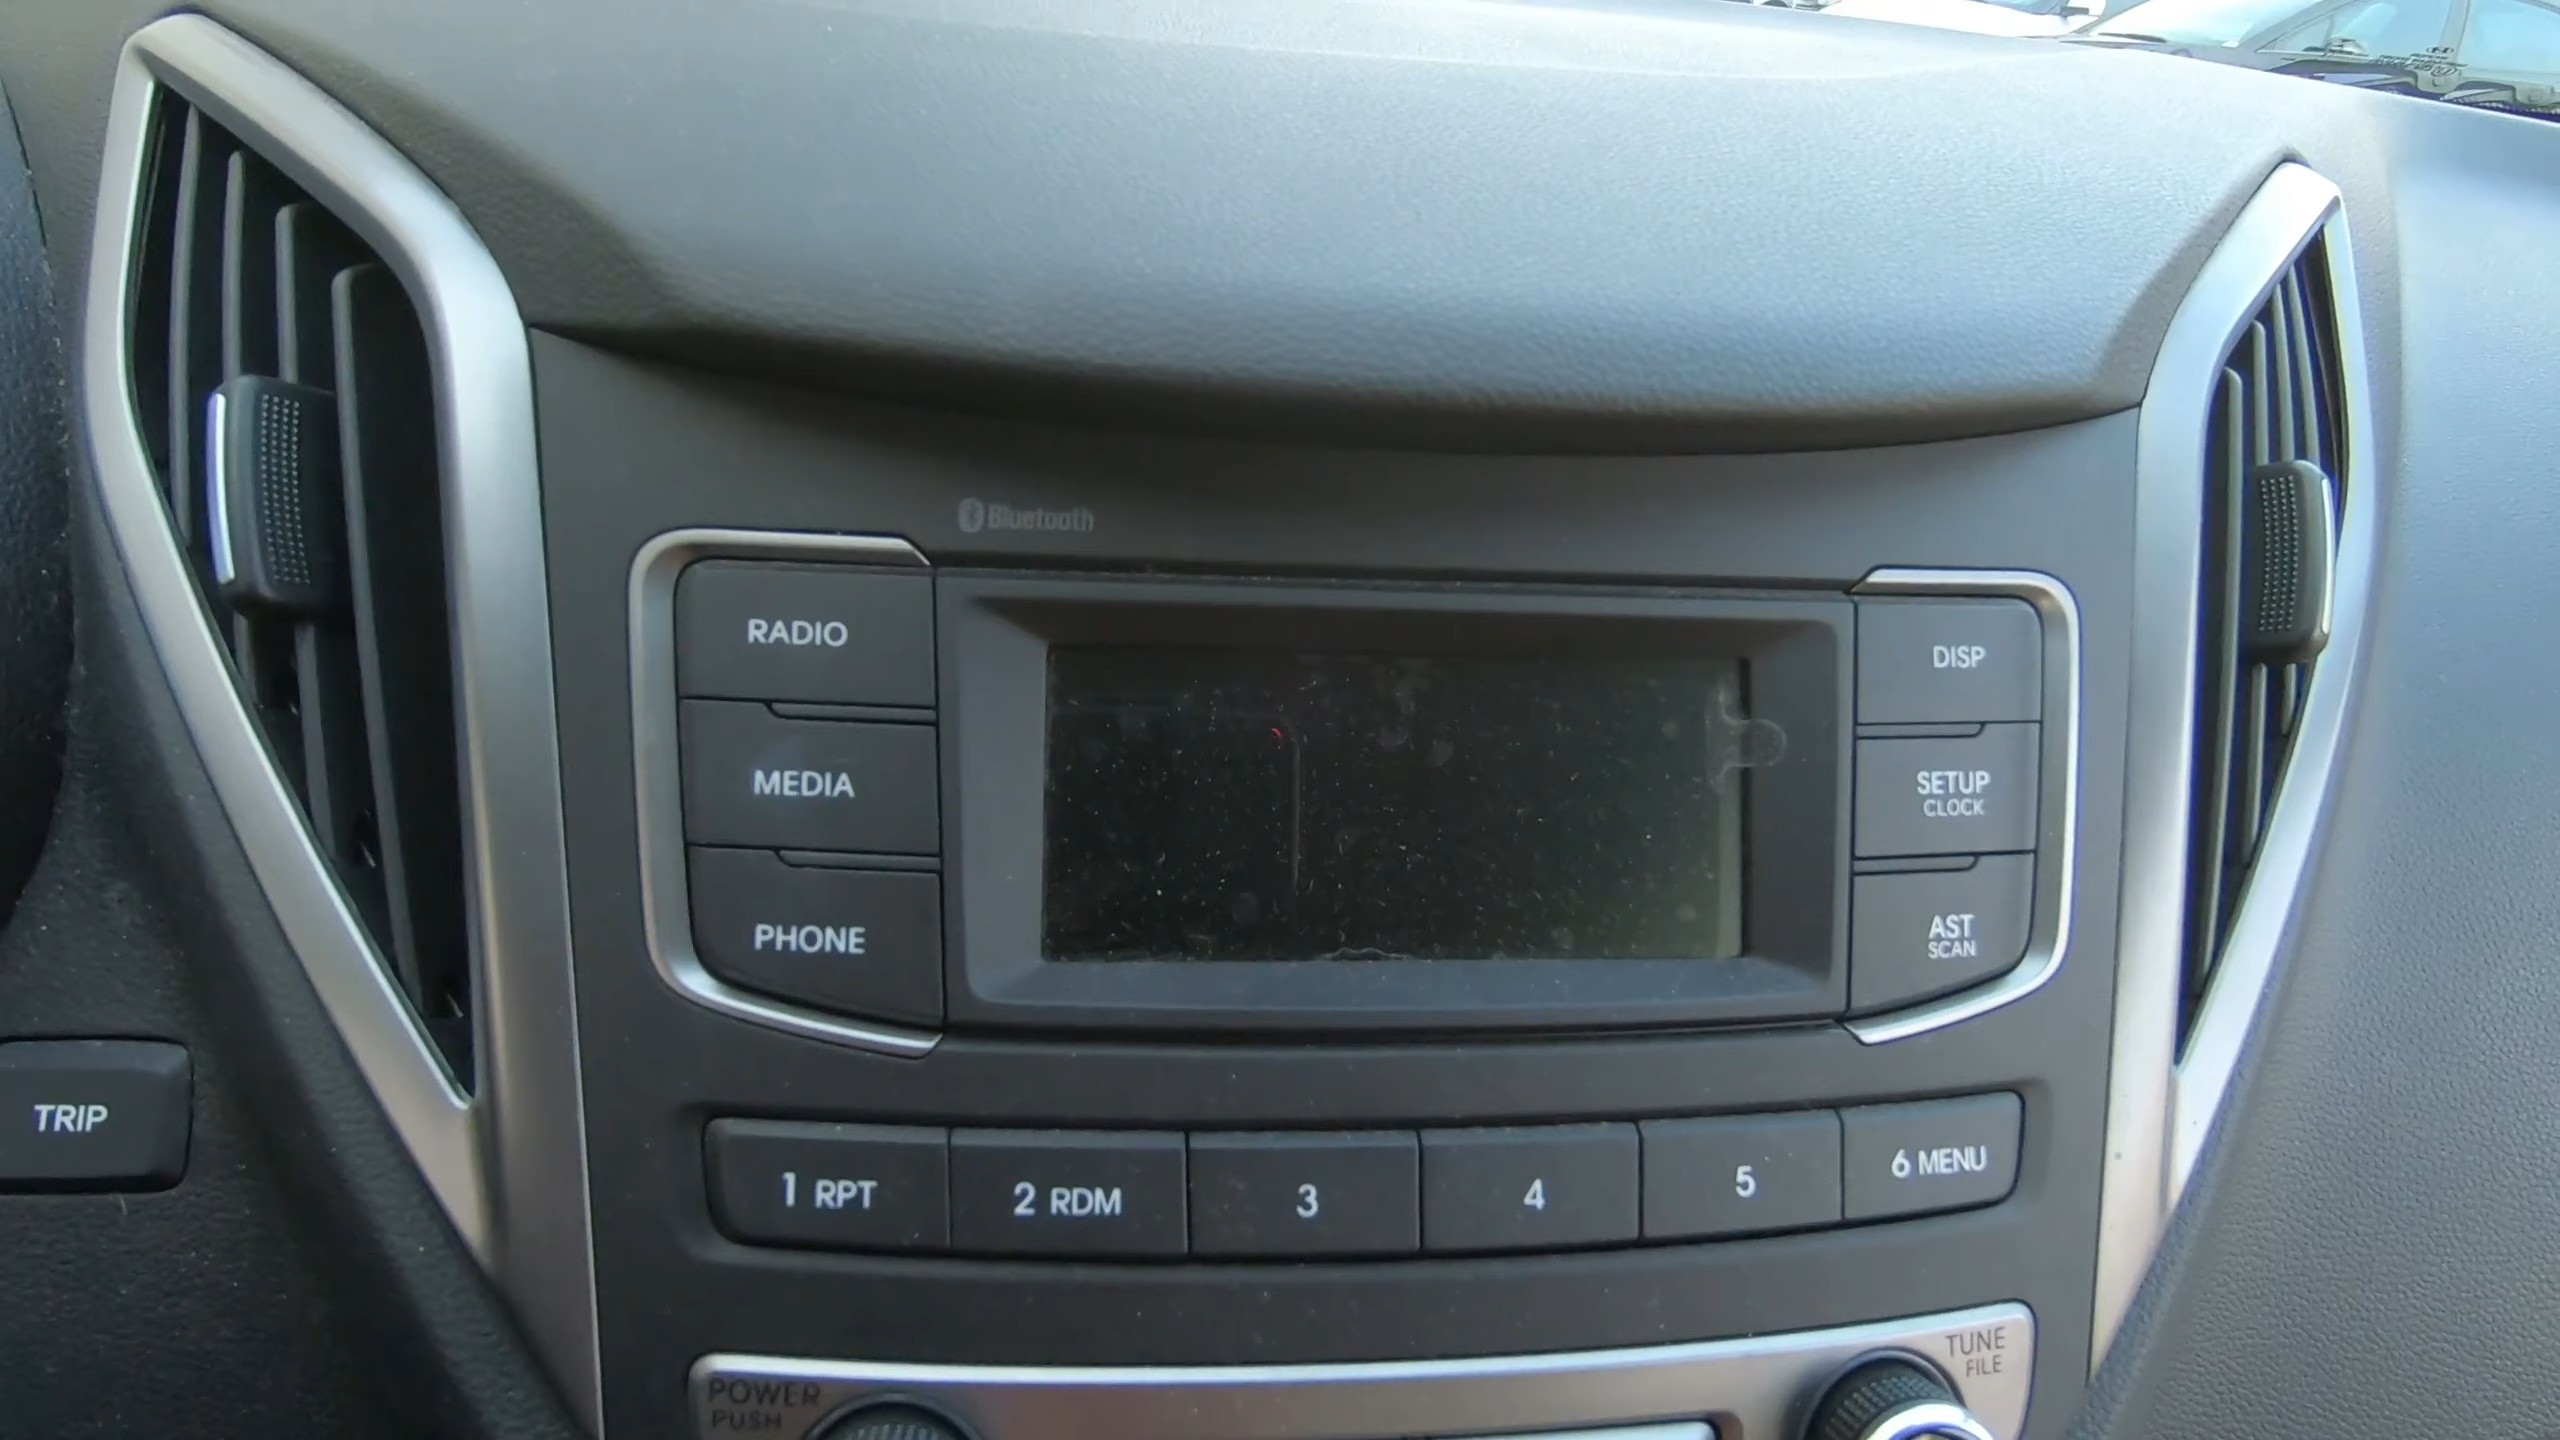 Bluetooth
RADIO
MEDIA
PHONE
DISP
SETUP
CLOCK
AST
SCAN
TRIP
1 RPT
2 RDM
3
4
5
6 MENU
POWER
PUSH
TUNE
FILE